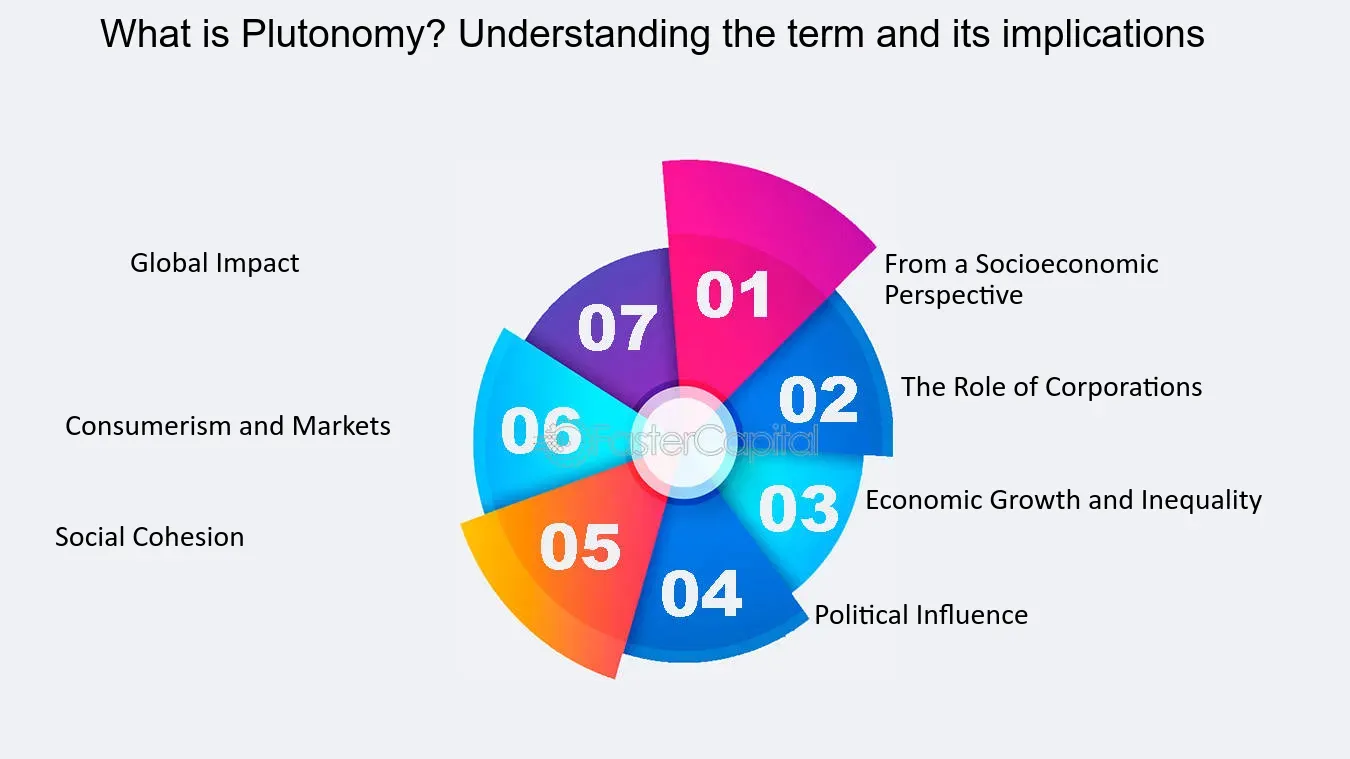 What is Plutonomy? Understanding the term and its implications
01
From a Socioeconomic
Perspective
02
The Role of Corporations
03
Economic Growth and Inequality
04
Political Influence
05
Social Cohesion
06
Consumerism and Markets
07
Global Impact
FasterCapital